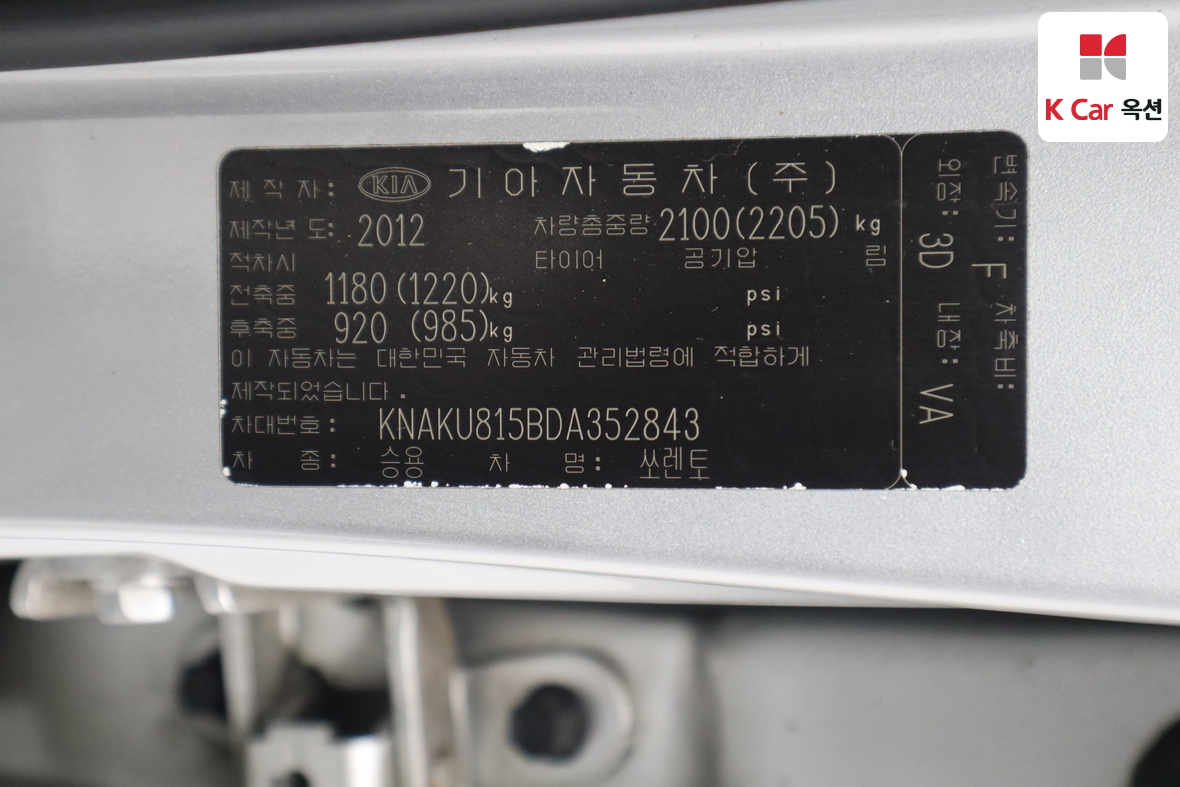 K Car 옥션
제 작 자: KIA 기 아 자 동 차 (주)
제작년 도: 2012 차량총중량 2100(2205) kg
적차시 타이어 공기압 림
전축중 1180 (1220)kg psi
후축중 920 (985)kg psi
이 자동차는 대한민국 자동차 관리법령에 적합하게
제작되었습니다.
차대번호: KNAKU815BDA352843
차 종: 승용 차 명: 쏘렌토
변속기: F 차축비:
외장: 3D 내장: VA